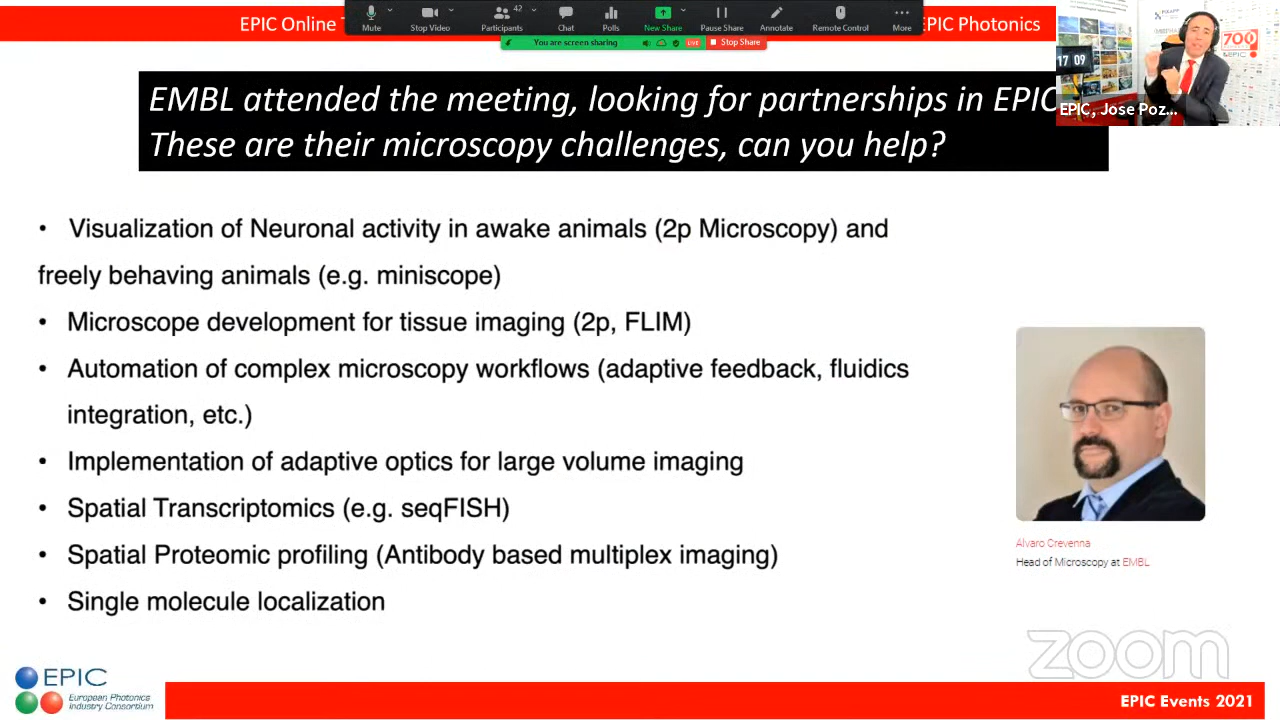 EPIC Online T
EPIC Photonics
Mute
Stop Video
Participants
42
Chat
Polls
New Share
Pause Share
Annotate
Remote Control
More
You are screen sharing
LIVE
Stop Share
17 09
700
EPIC, Jose Poz...
EMBL attended the meeting, looking for partnerships in EPIC
These are their microscopy challenges, can you help?
• Visualization of Neuronal activity in awake animals (2p Microscopy) and
freely behaving animals (e.g. miniscope)
• Microscope development for tissue imaging (2p, FLIM)
• Automation of complex microscopy workflows (adaptive feedback, fluidics
integration, etc.)
• Implementation of adaptive optics for large volume imaging
• Spatial Transcriptomics (e.g. seqFISH)
• Spatial Proteomic profiling (Antibody based multiplex imaging)
• Single molecule localization
Alvaro Crevenna
Head of Microscopy at EMBL
zoom
EPIC
European Photonics
Industry Consortium
EPIC Events 2021